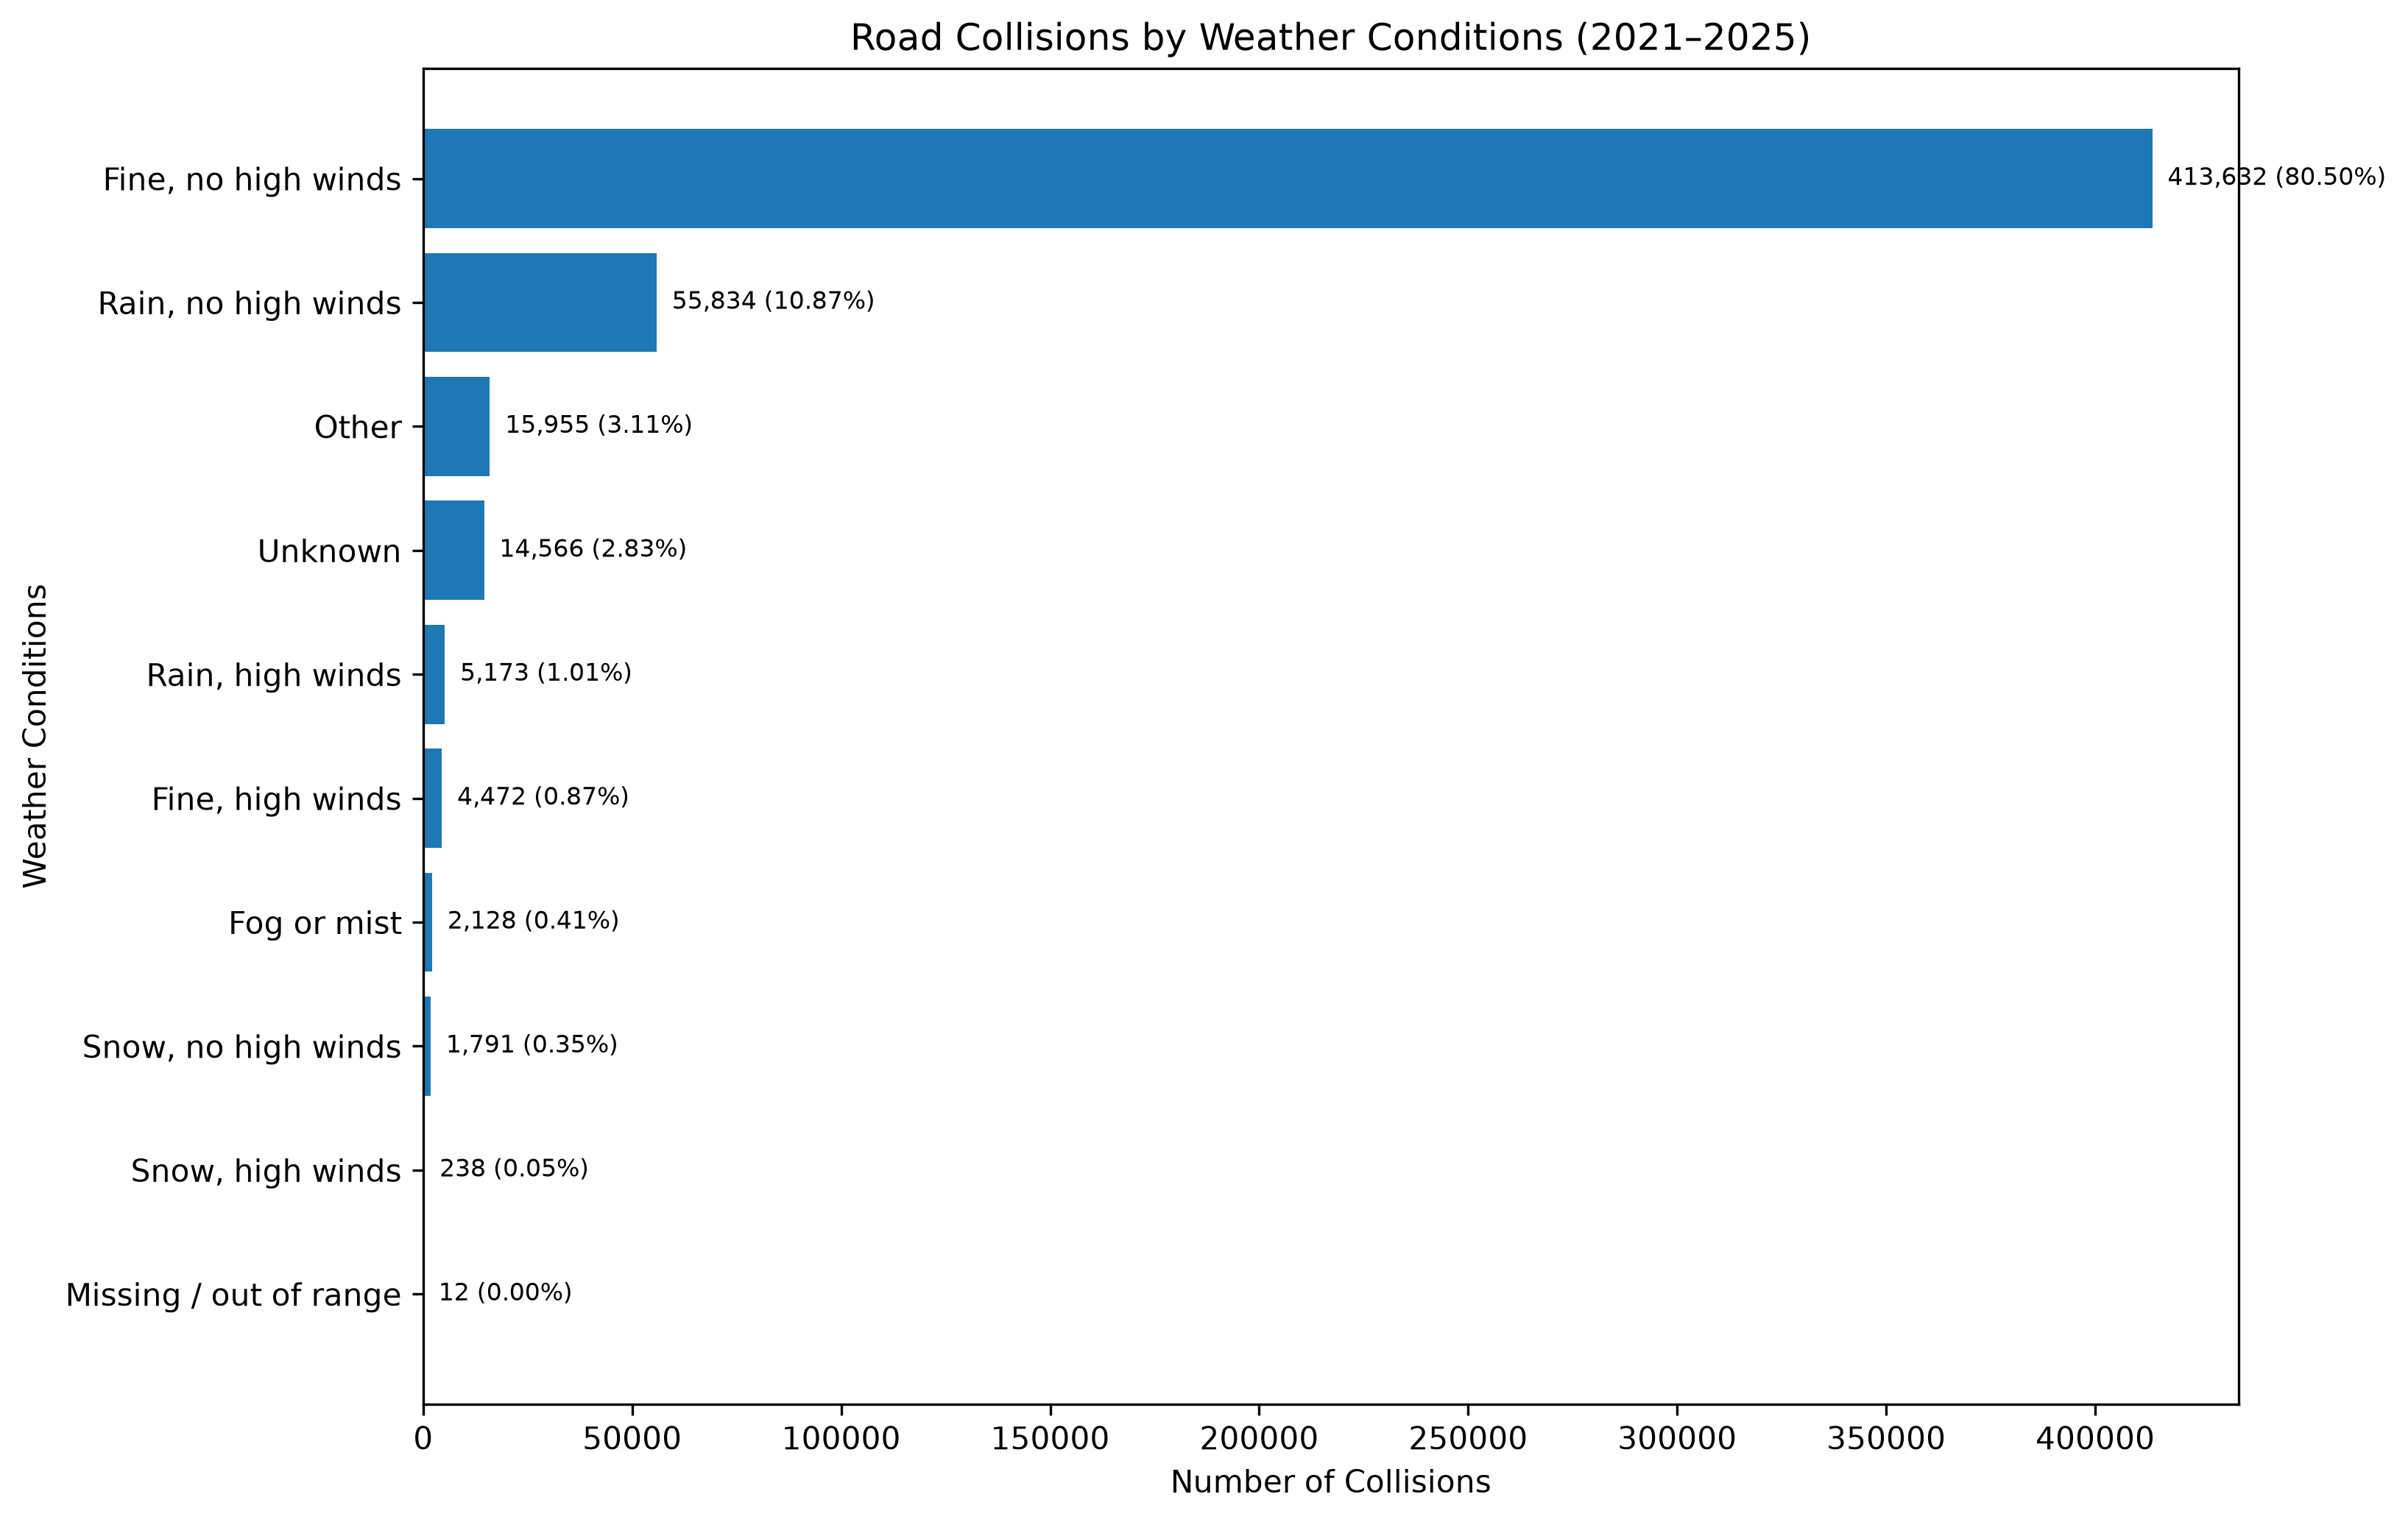 Road Collisions by Weather Conditions (2021–2025)
Fine, no high winds
413,632 (80.50%)
Rain, no high winds
55,834 (10.87%)
Other
15,955 (3.11%)
Unknown
14,566 (2.83%)
Rain, high winds
5,173 (1.01%)
Fine, high winds
4,472 (0.87%)
Fog or mist
2,128 (0.41%)
Snow, no high winds
1,791 (0.35%)
Snow, high winds
238 (0.05%)
Missing / out of range
12 (0.00%)
Weather Conditions
0 50000 100000 150000 200000 250000 300000 350000 400000
Number of Collisions